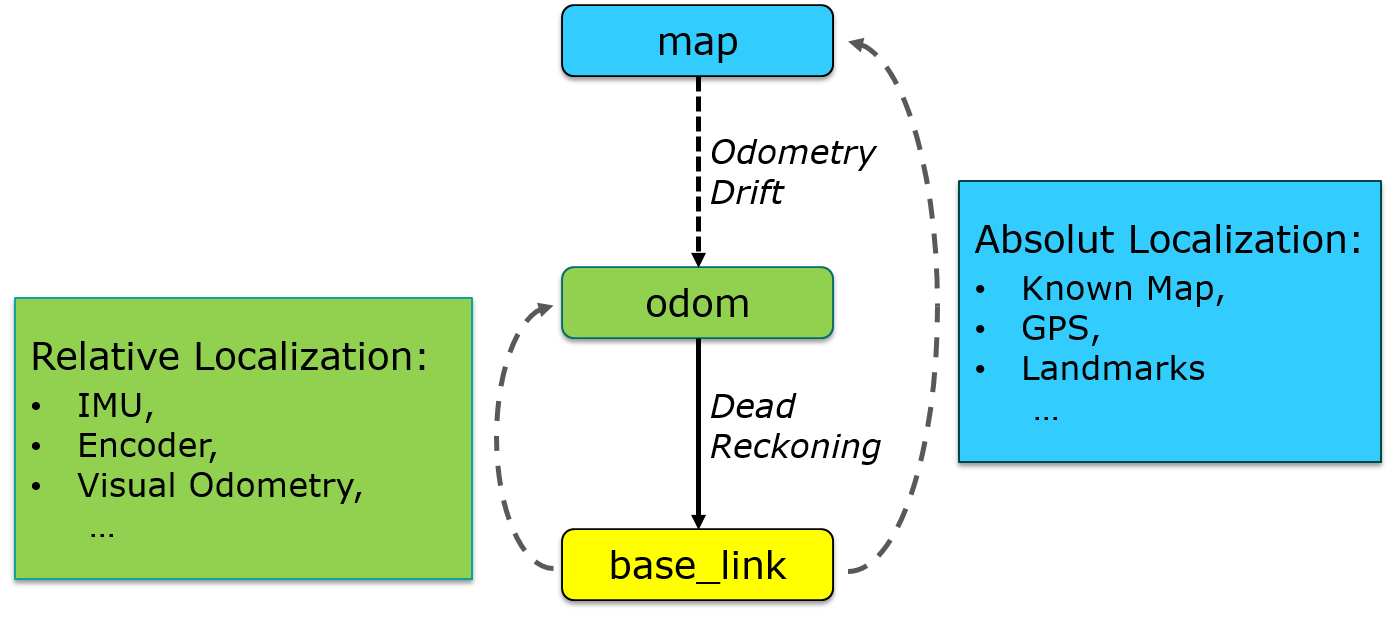 map
Odometry
Drift
odom
Dead
Reckoning
base_link
Relative Localization:
• IMU,
• Encoder,
• Visual Odometry,
...
Absolut Localization:
• Known Map,
• GPS,
• Landmarks
...